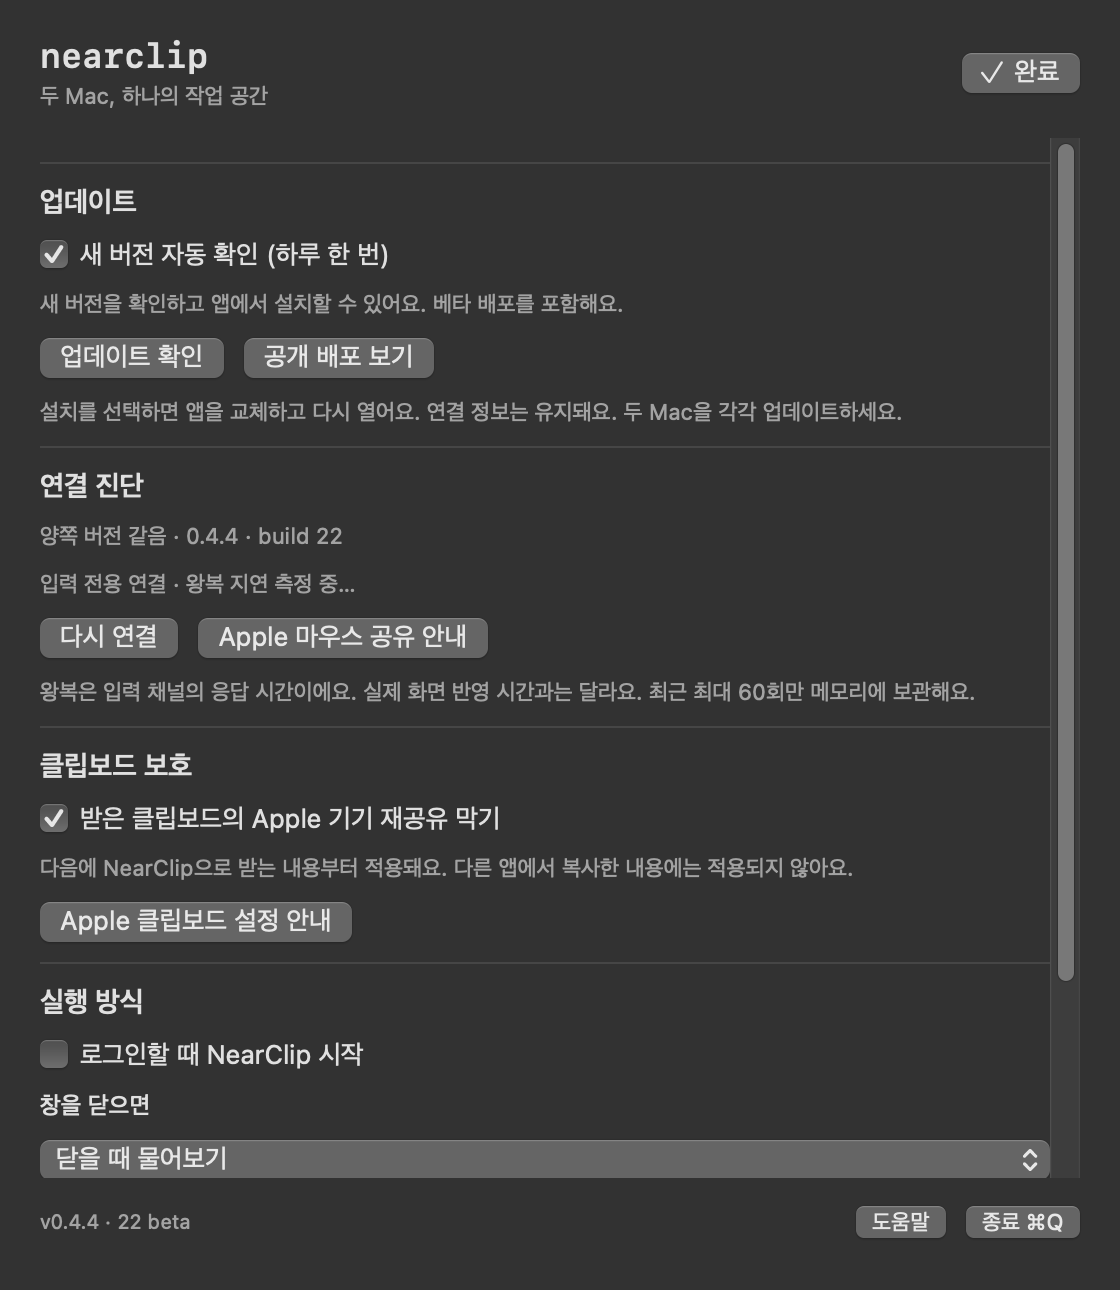 nearclip
두 Mac, 하나의 작업 공간
✓ 완료
업데이트
새 버전 자동 확인 (하루 한 번)
새 버전을 확인하고 앱에서 설치할 수 있어요. 베타 배포를 포함해요.
업데이트 확인
공개 배포 보기
설치를 선택하면 앱을 교체하고 다시 열어요. 연결 정보는 유지돼요. 두 Mac을 각각 업데이트하세요.
연결 진단
양쪽 버전 같음 · 0.4.4 · build 22
입력 전용 연결 · 왕복 지연 측정 중...
다시 연결
Apple 마우스 공유 안내
왕복은 입력 채널의 응답 시간이에요. 실제 화면 반영 시간과는 달라요. 최근 최대 60회만 메모리에 보관해요.
클립보드 보호
받은 클립보드의 Apple 기기 재공유 막기
다음에 NearClip으로 받는 내용부터 적용돼요. 다른 앱에서 복사한 내용에는 적용되지 않아요.
Apple 클립보드 설정 안내
실행 방식
로그인할 때 NearClip 시작
창을 닫으면
닫을 때 물어보기
v0.4.4 · 22 beta
도움말
종료 ⌘Q